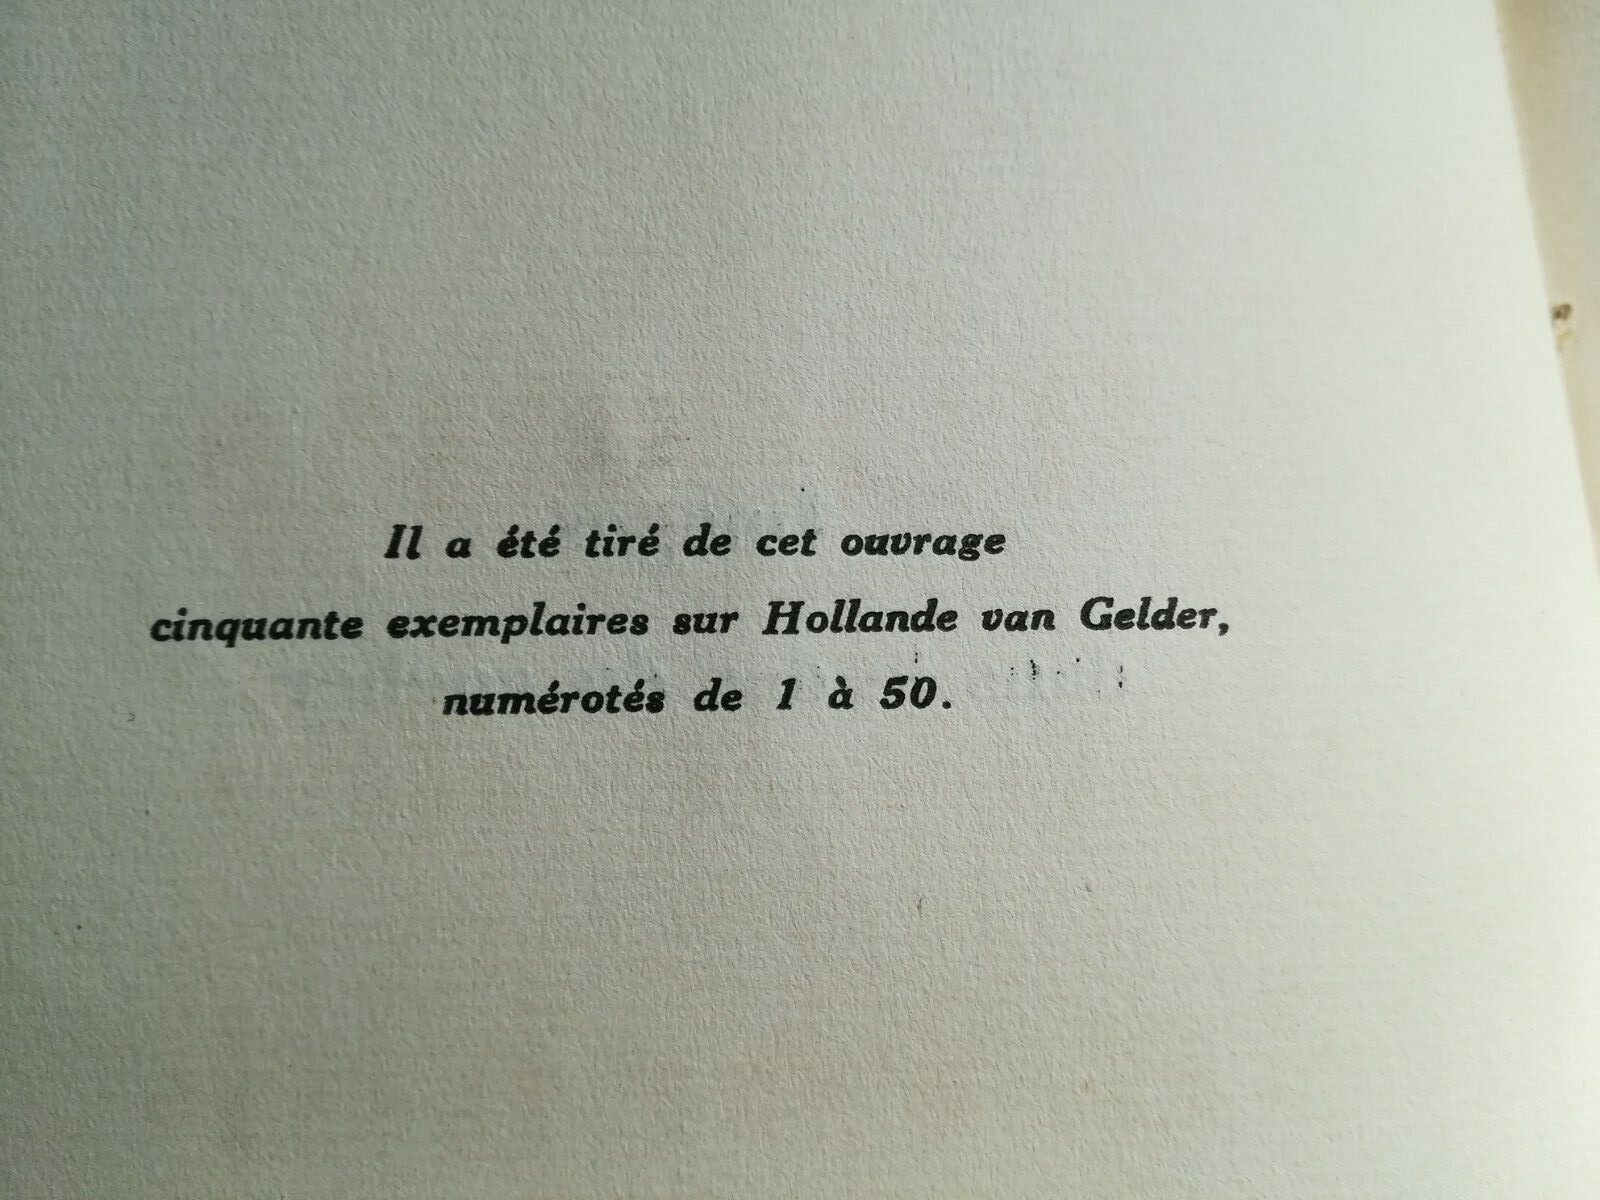 Il a été tiré de cet ouvrage
cinquante exemplaires sur Hollande van Gelder,
numérotés de 1 à 50.